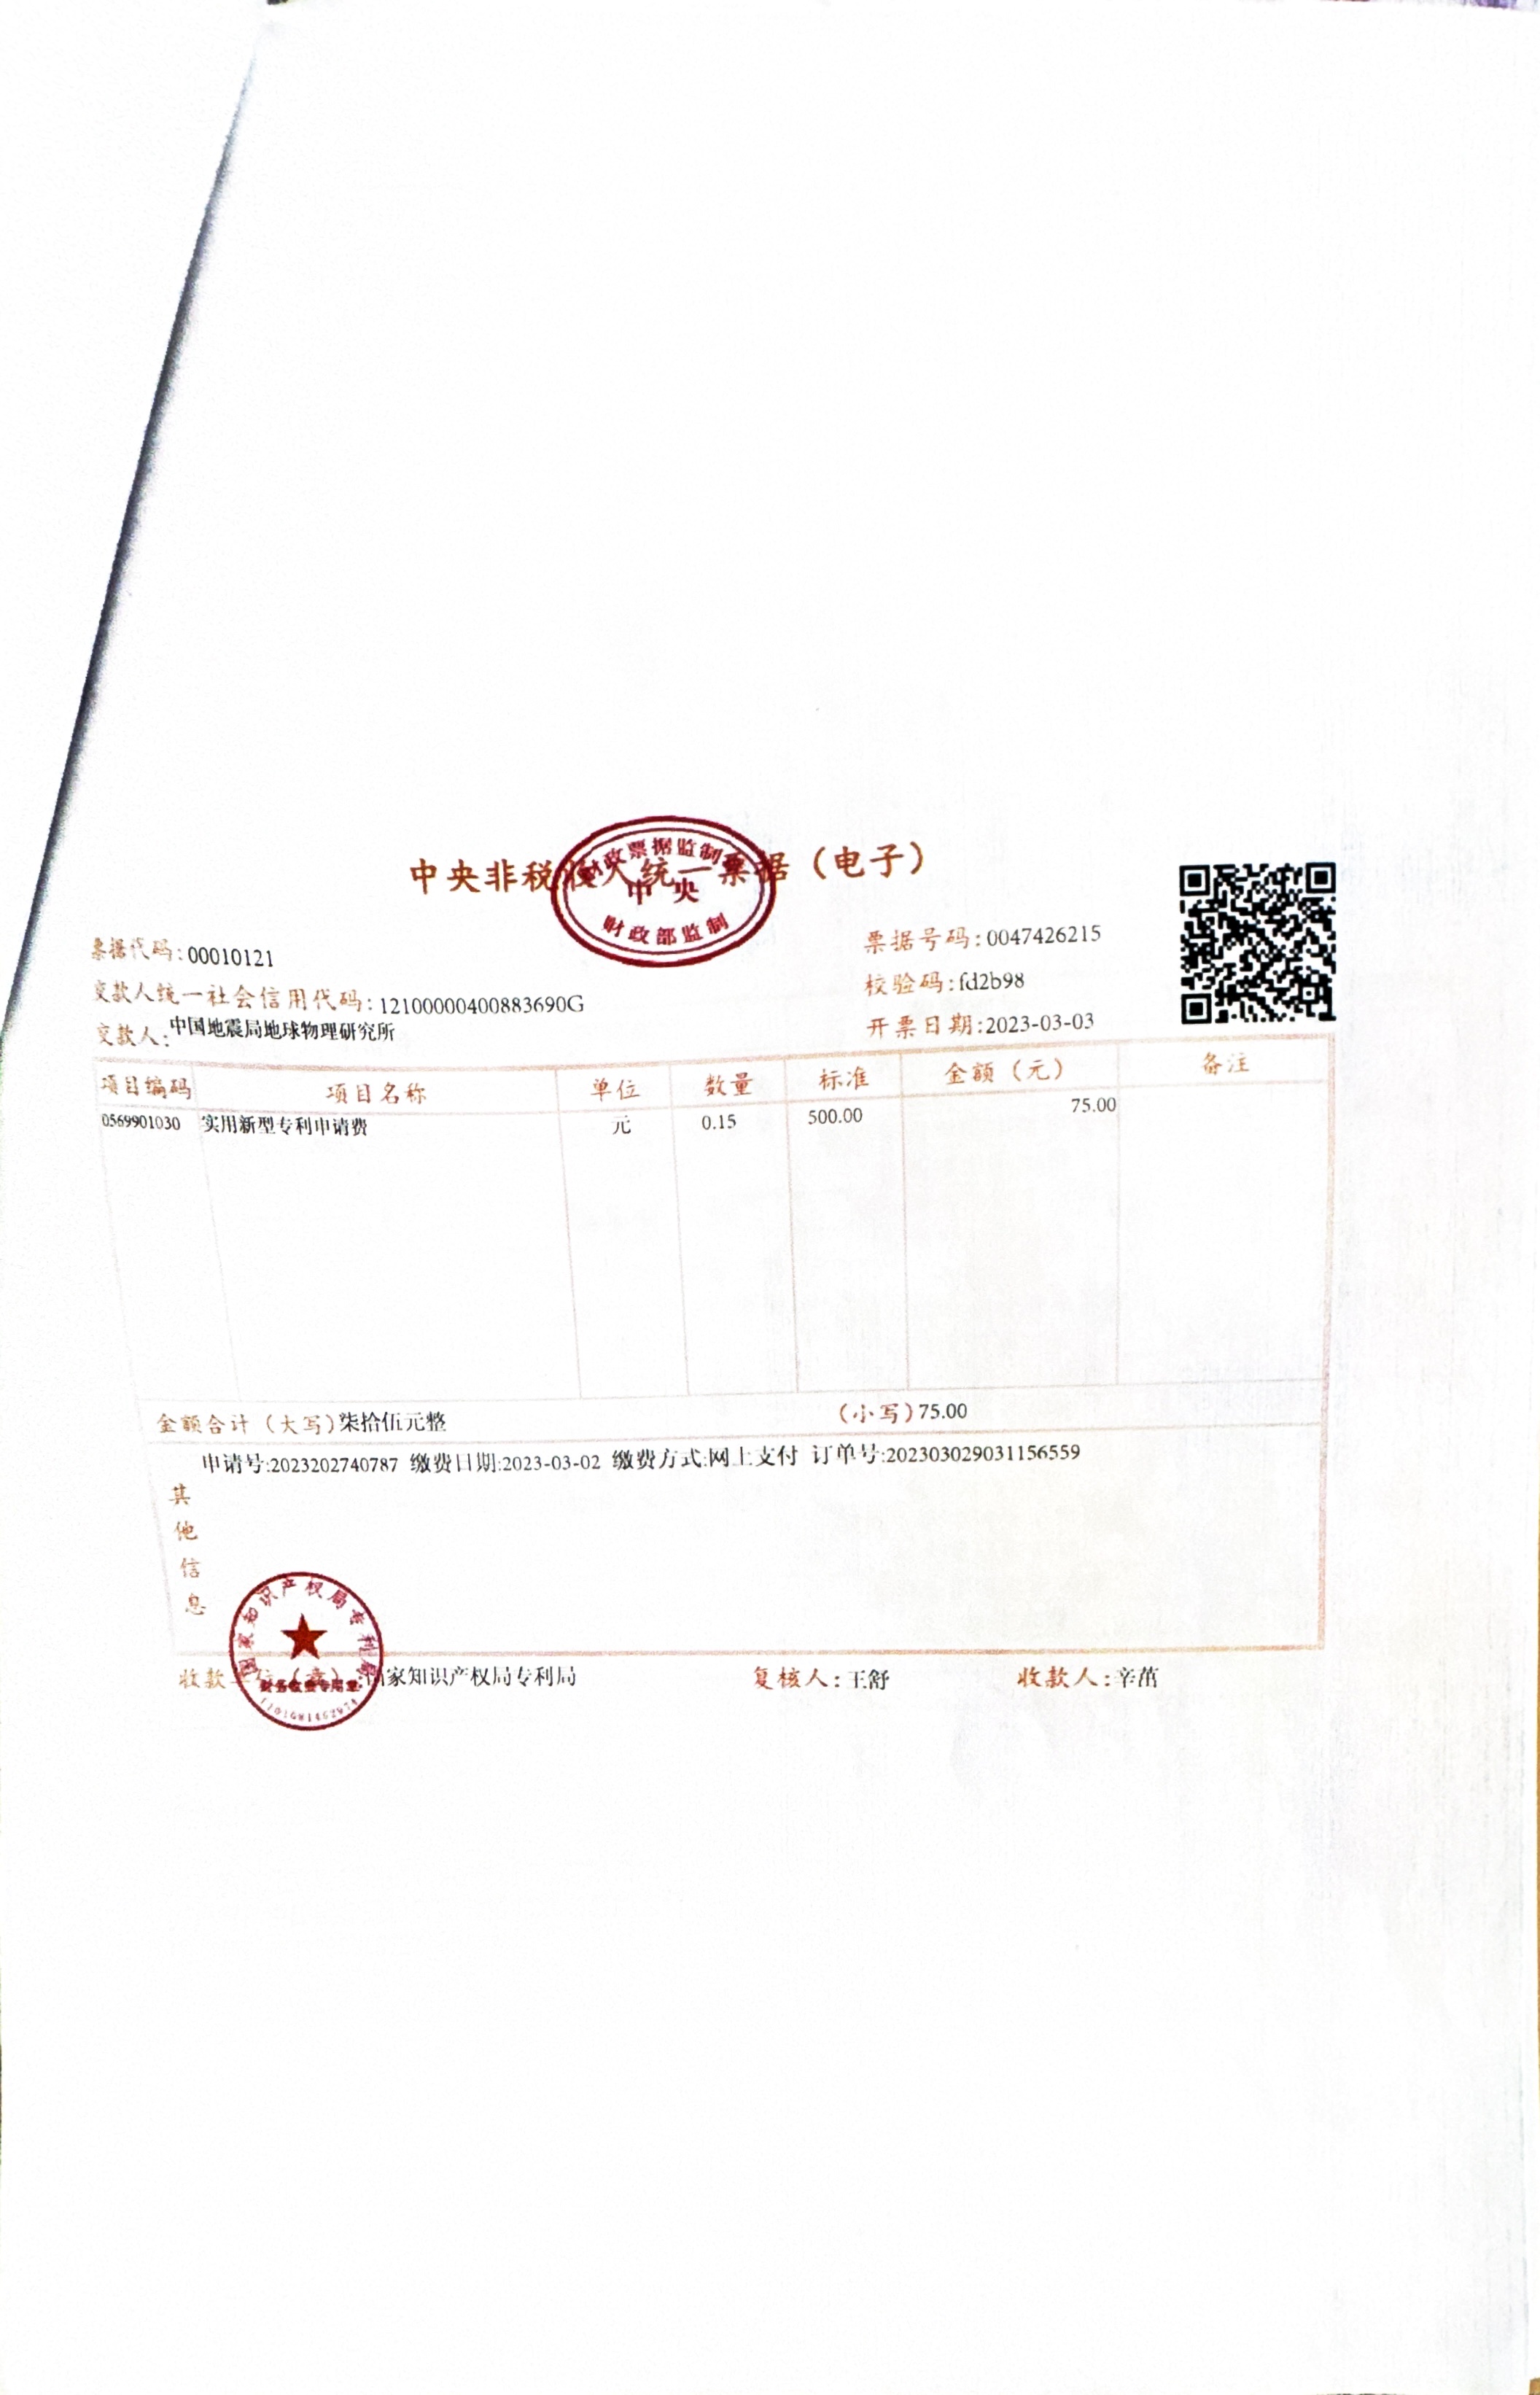 中央非税收入统一票据（电子）
财政票据监制章
中央
财政部监制
票据代码:00010121
票据号码:0047426215
交款人统一社会信用代码:12100000400883690G
校验码:fd2b98
交款人:中国地震局地球物理研究所
开票日期:2023-03-03
项目编码 项目名称 单位 数量 标准 金额（元） 备注
0569901030 实用新型专利申请费 元 0.15 500.00 75.00
金额合计（大写)柒拾伍元整 （小写)75.00
申请号:2023202740787 缴费日期:2023-03-02 缴费方式:网上支付 订单号:202303029031156559
其他信息
国家知识产权局专利局
财务收费专用章
收款单位（章）:国家知识产权局专利局 复核人:王舒 收款人:辛茁